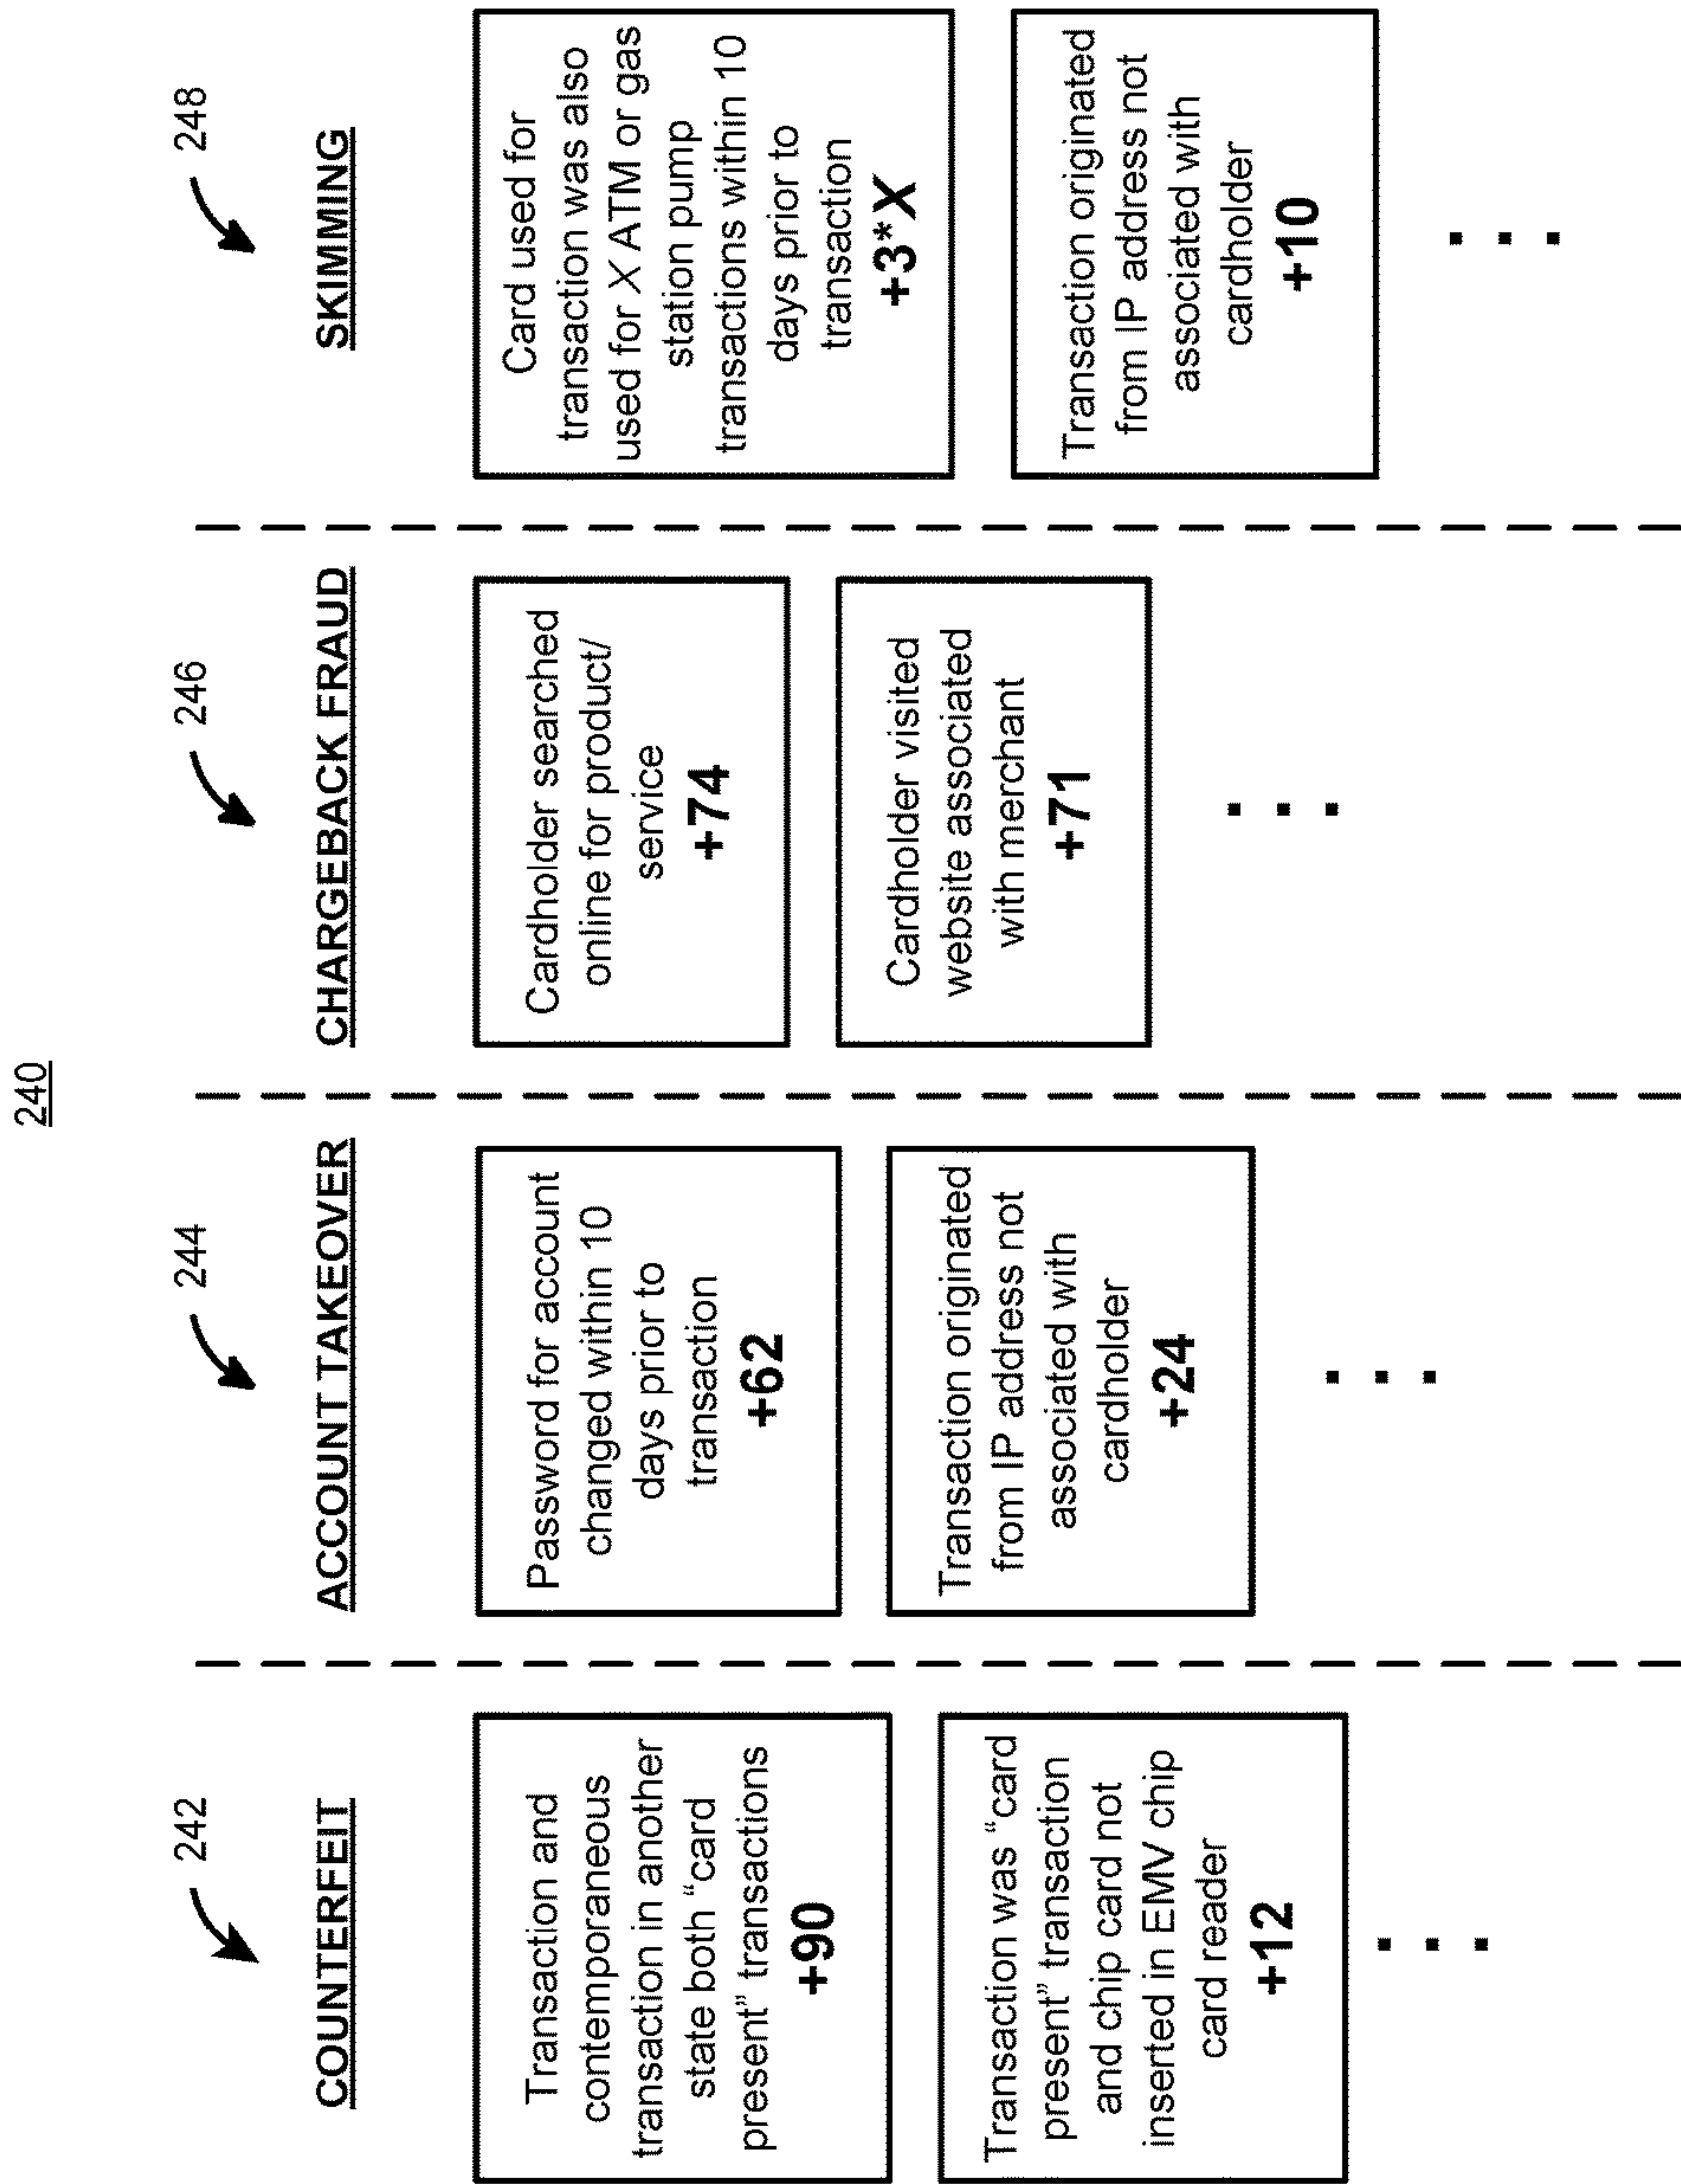 240
242
COUNTERFEIT
Transaction and
contemporaneous
transaction in another
state both “card
present” transactions
+90
Transaction was “card
present” transaction
and chip card not
inserted in EMV chip
card reader
+12
244
ACCOUNT TAKEOVER
Password for account
changed within 10
days prior to
transaction
+62
Transaction originated
from IP address not
associated with
cardholder
+24
246
CHARGEBACK FRAUD
Cardholder searched
online for product/
service
+74
Cardholder visited
website associated
with merchant
+71
248
SKIMMING
Card used for
transaction was also
used for X ATM or gas
station pump
transactions within 10
days prior to
transaction
+3*X
Transaction originated
from IP address not
associated with
cardholder
+10